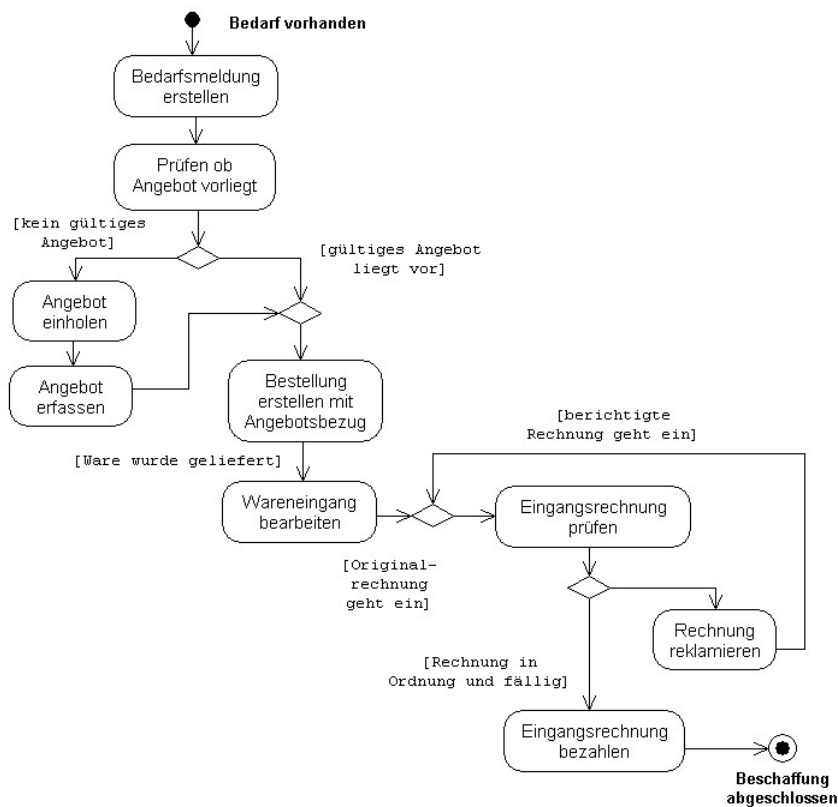 Bedarf vorhanden
Bedarfsmeldung
erstellen
Prüfen ob
Angebot vorliegt
[kein gültiges
Angebot]
[gültiges Angebot
liegt vor]
Angebot
einholen
Angebot
erfassen
Bestellung
erstellen mit
Angebotsbezug
[Ware wurde geliefert]
Wareneingang
bearbeiten
[berichtigte
Rechnung geht ein]
[Original-
rechnung
geht ein]
Eingangsrechnung
prüfen
Rechnung
reklamieren
[Rechnung in
Ordnung und fällig]
Eingangsrechnung
bezahlen
Beschaffung
abgeschlossen